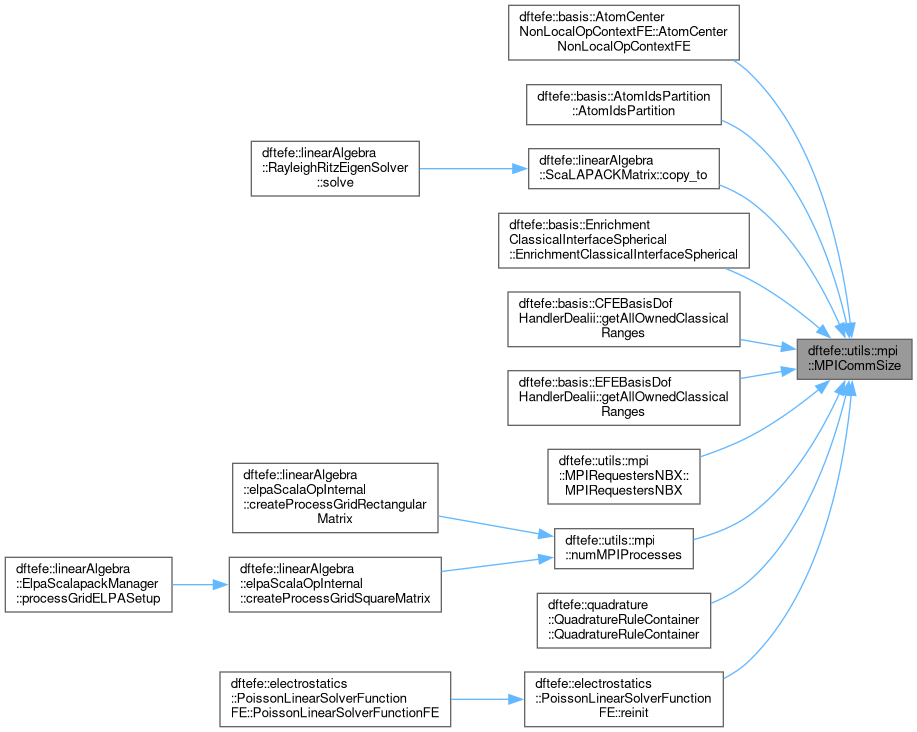 dftefe::basis::AtomCenter
NonLocalOpContextFE::AtomCenter
NonLocalOpContextFE
dftefe::basis::AtomIdsPartition
::AtomIdsPartition
dftefe::linearAlgebra
::RayleighRitzEigenSolver
::solve
dftefe::linearAlgebra
::ScaLAPACKMatrix::copy_to
dftefe::basis::Enrichment
ClassicalInterfaceSpherical
::EnrichmentClassicalInterfaceSpherical
dftefe::basis::CFEBasisDof
HandlerDealii::getAllOwnedClassical
Ranges
dftefe::utils::mpi
::MPICommSize
dftefe::basis::EFEBasisDof
HandlerDealii::getAllOwnedClassical
Ranges
dftefe::utils::mpi
::MPIRequestersNBX::
MPIRequestersNBX
dftefe::linearAlgebra
::elpaScalaOpInternal
::createProcessGridRectangular
Matrix
dftefe::utils::mpi
::numMPIProcesses
dftefe::linearAlgebra
::ElpaScalapackManager
::processGridELPASetup
dftefe::linearAlgebra
::elpaScalaOpInternal
::createProcessGridSquareMatrix
dftefe::quadrature
::QuadratureRuleContainer
::QuadratureRuleContainer
dftefe::electrostatics
::PoissonLinearSolverFunction
FE::PoissonLinearSolverFunctionFE
dftefe::electrostatics
::PoissonLinearSolverFunction
FE::reinit